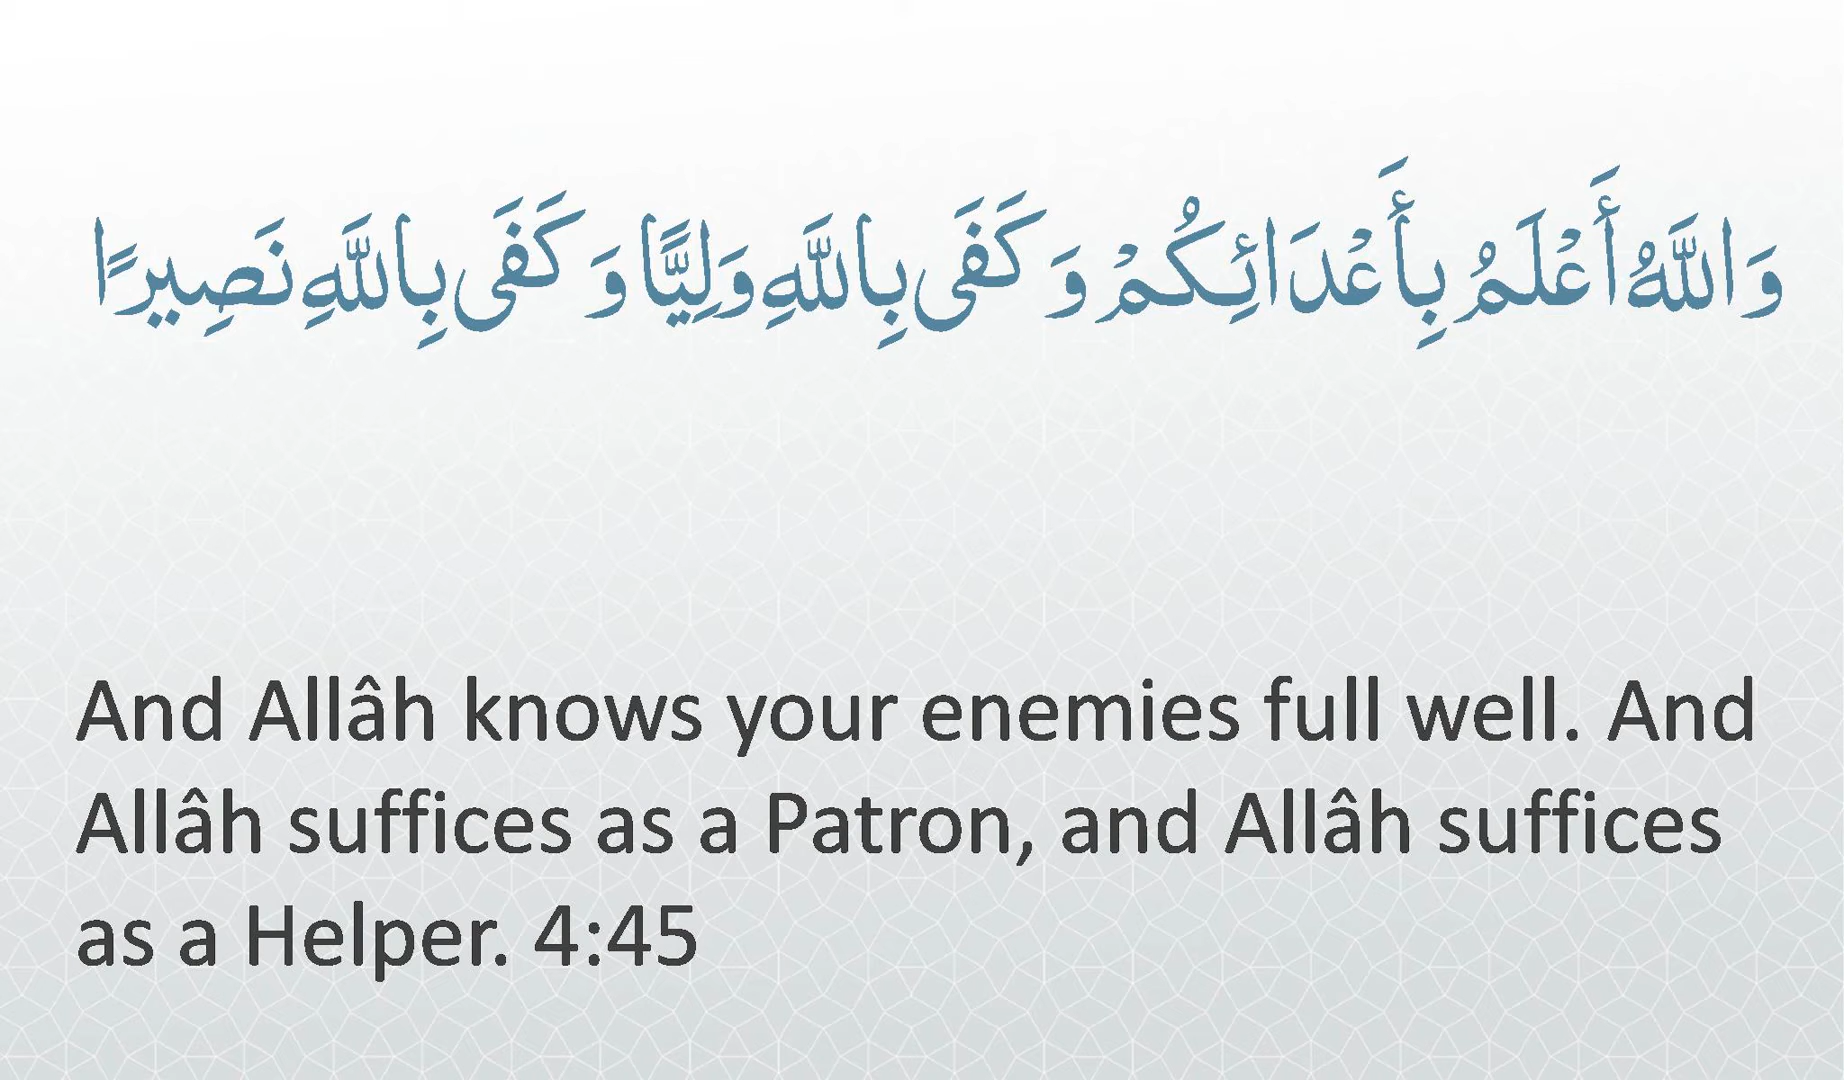 وَاللَّهُ أَعْلَمُ بِأَعْدَائِكُمْ وَكَفَى بِاللَّهِ وَلِيًّا وَكَفَى بِاللَّهِ نَصِيرًا
And Allâh knows your enemies full well. And
Allâh suffices as a Patron, and Allâh suffices
as a Helper. 4:45